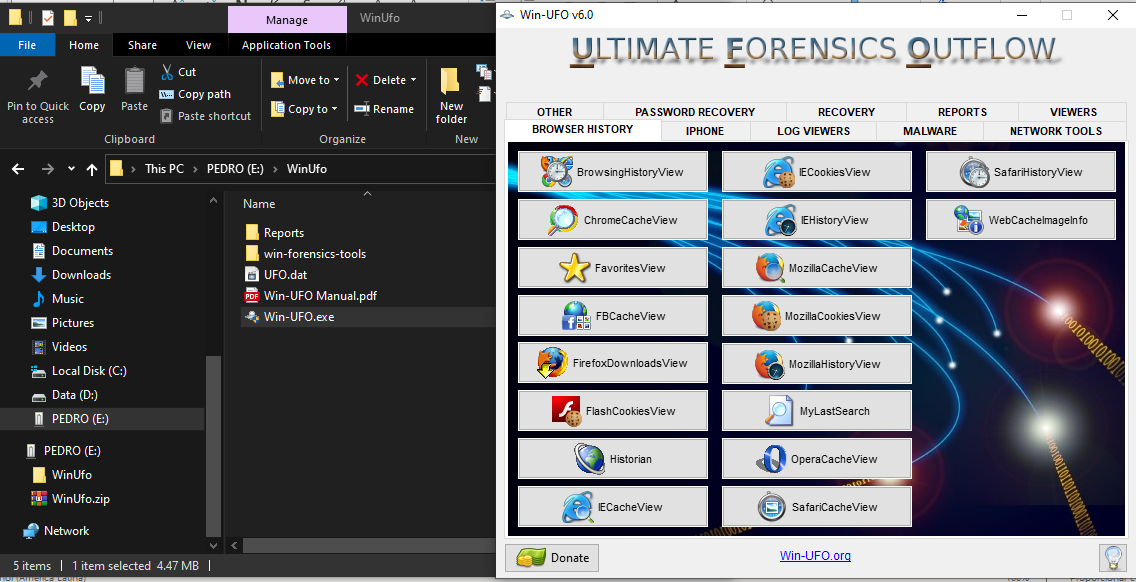 Manage
WinUfo
File
Home
Share
View
Application Tools
Pin to Quick access
Copy
Paste
Cut
Copy path
Paste shortcut
Clipboard
Move to
Copy to
Delete
Rename
Organize
New folder
New
This PC > PEDRO (E:) > WinUfo
3D Objects
Desktop
Documents
Downloads
Music
Pictures
Videos
Local Disk (C:)
Data (D:)
PEDRO (E:)
PEDRO (E:)
WinUfo
WinUfo.zip
Network
Name
Reports
win-forensics-tools
UFO.dat
Win-UFO Manual.pdf
Win-UFO.exe
5 items
1 item selected 4.47 MB
Win-UFO v6.0
ULTIMATE FORENSICS OUTFLOW
OTHER
PASSWORD RECOVERY
RECOVERY
REPORTS
VIEWERS
BROWSER HISTORY
IPHONE
LOG VIEWERS
MALWARE
NETWORK TOOLS
BrowsingHistoryView
ChromeCacheView
FavoritesView
FBCacheView
FirefoxDownloadsView
FlashCookiesView
Historian
IECacheView
IECookiesView
IEHistoryView
MozillaCacheView
MozillaCookiesView
MozillaHistoryView
MyLastSearch
OperaCacheView
SafariCacheView
SafariHistoryView
WebCacheImageInfo
Donate
Win-UFO.org